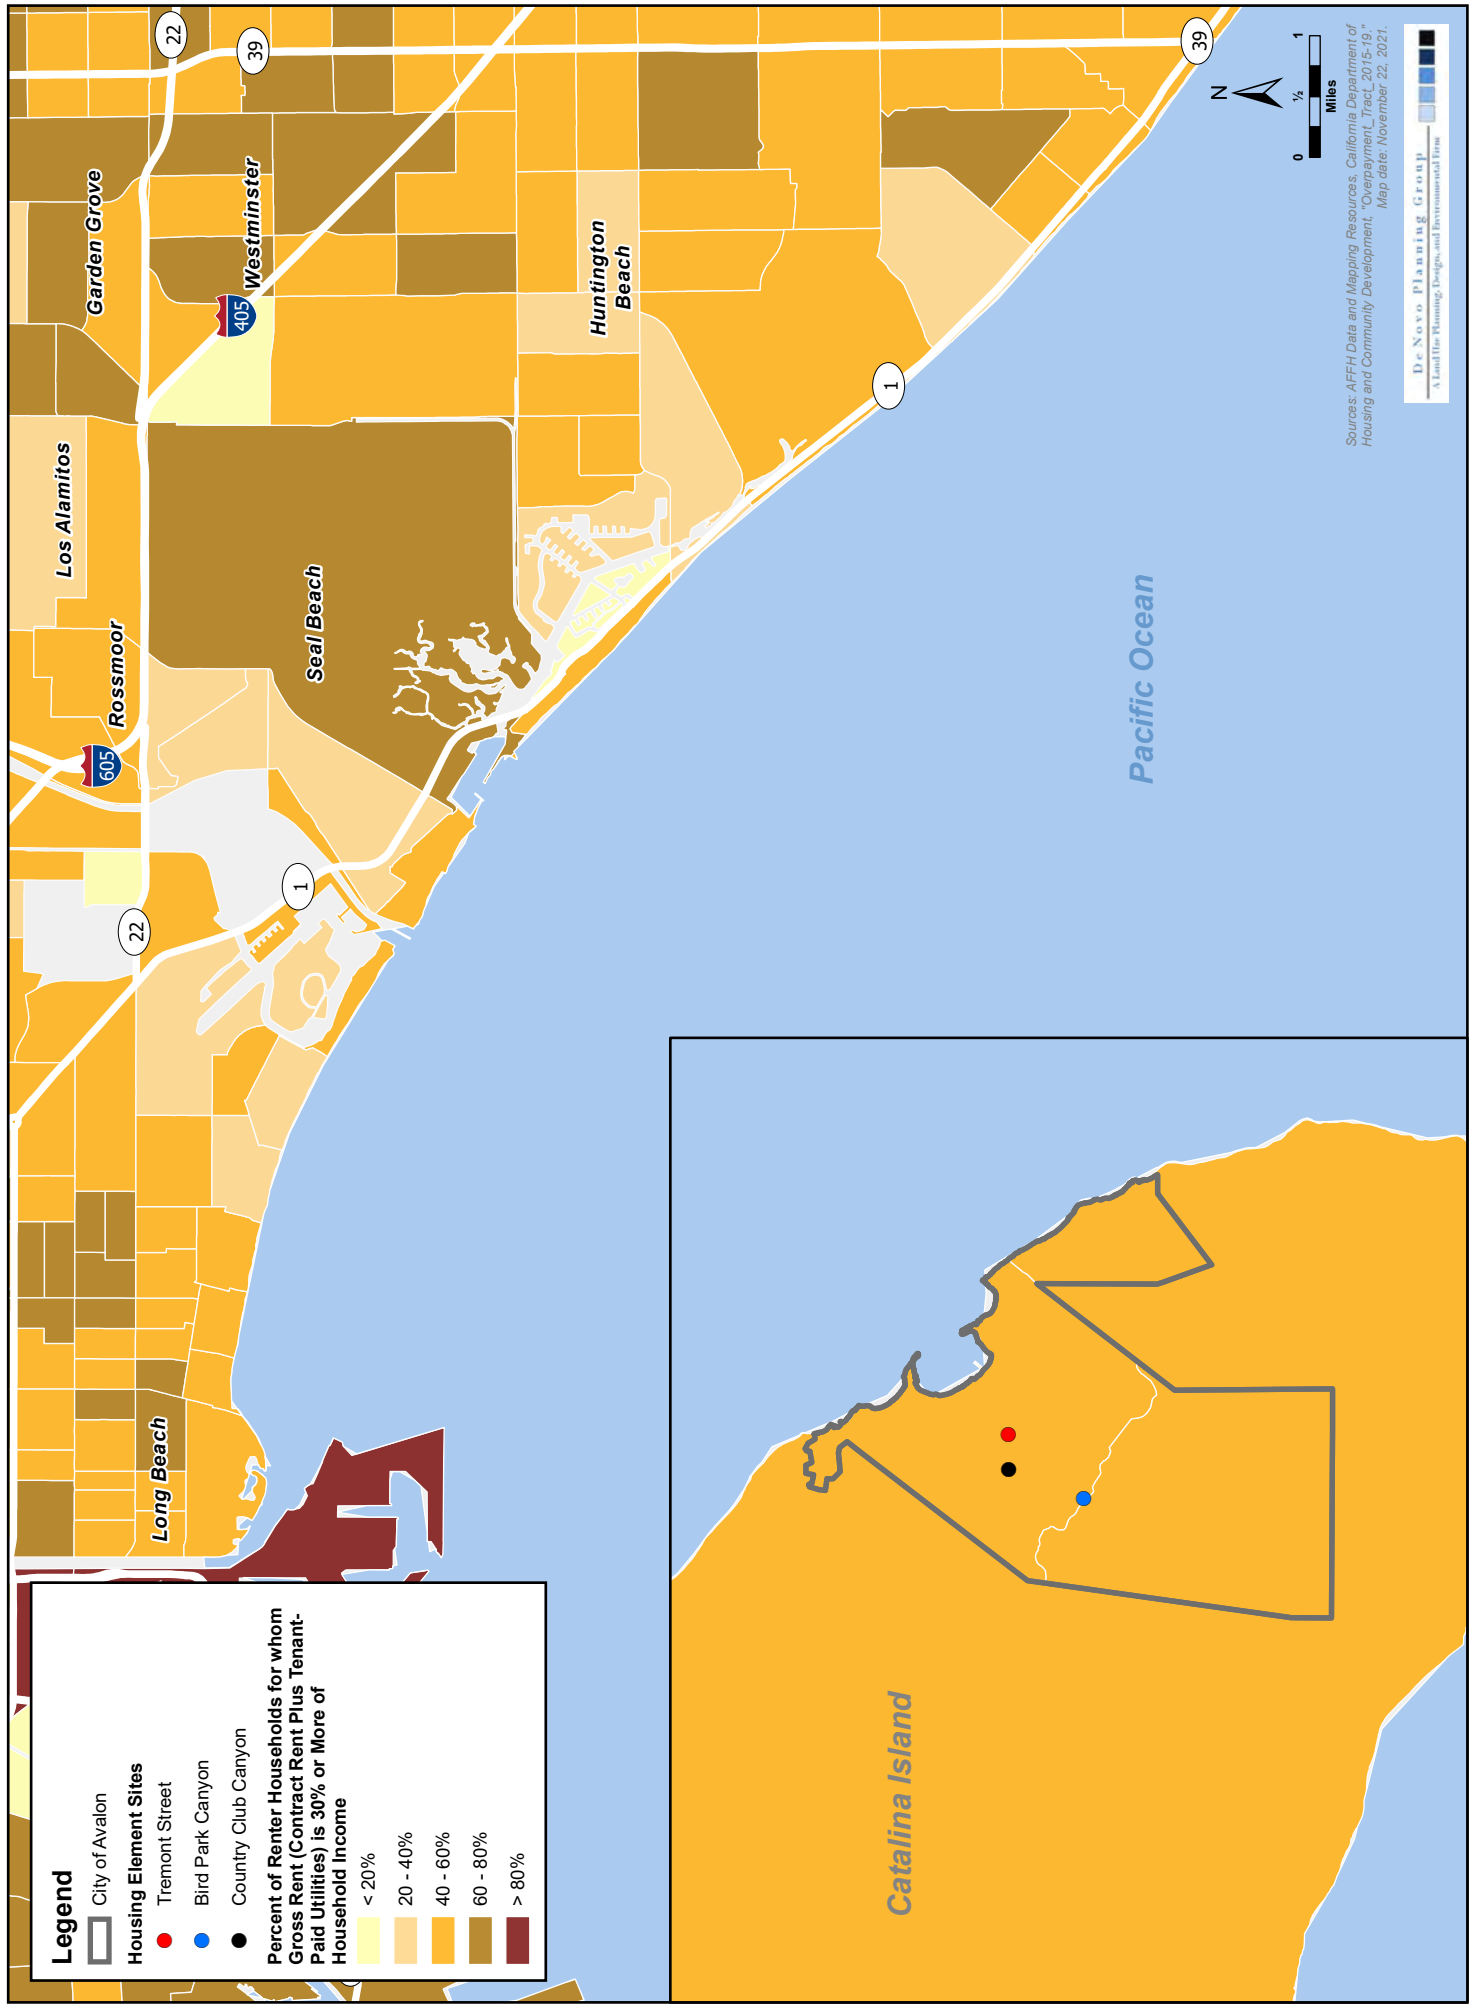 Legend
City of Avalon
Housing Element Sites
Tremont Street
Bird Park Canyon
Country Club Canyon
Percent of Renter Households for whom
Gross Rent (Contract Rent Plus Tenant-
Paid Utilities) is 30% or More of
Household Income
< 20%
20 - 40%
40 - 60%
60 - 80%
> 80%
Long Beach
22
1
605
Rossmoor
Los Alamitos
Seal Beach
Garden Grove
Westminster
405
22
39
Huntington
Beach
1
39
Pacific Ocean
Catalina Island
N
0 ½ 1
Miles
Sources: AFFH Data and Mapping Resources, California Department of
Housing and Community Development, "Overpayment_Tract_2015-19."
Map date: November 22, 2021.
De Novo Planning Group
A Land Use Planning, Design, and Environmental Firm